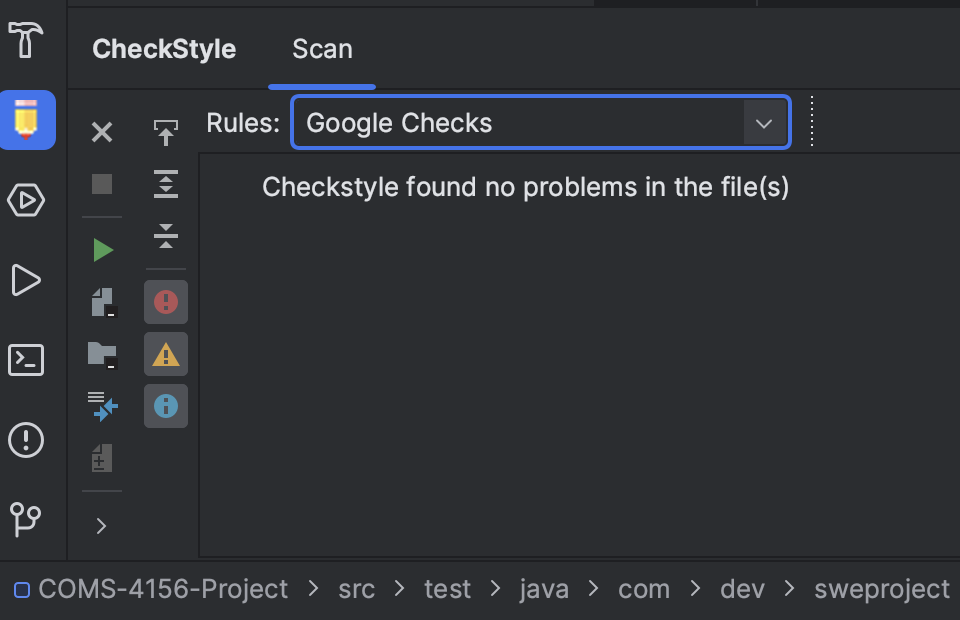 CheckStyle Scan
Rules: Google Checks
Checkstyle found no problems in the file(s)
COMS-4156-Project > src > test > java > com > dev > sweproject